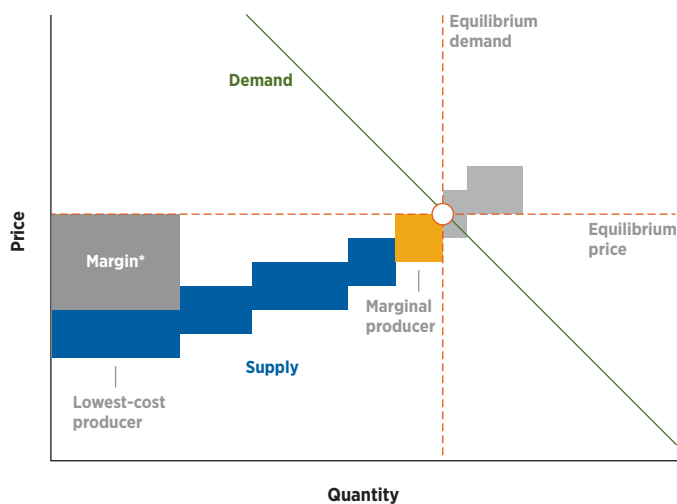 Equilibrium
demand
Demand
Price
Equilibrium
price
Margin*
Marginal
producer
Supply
Lowest-cost
producer
Quantity